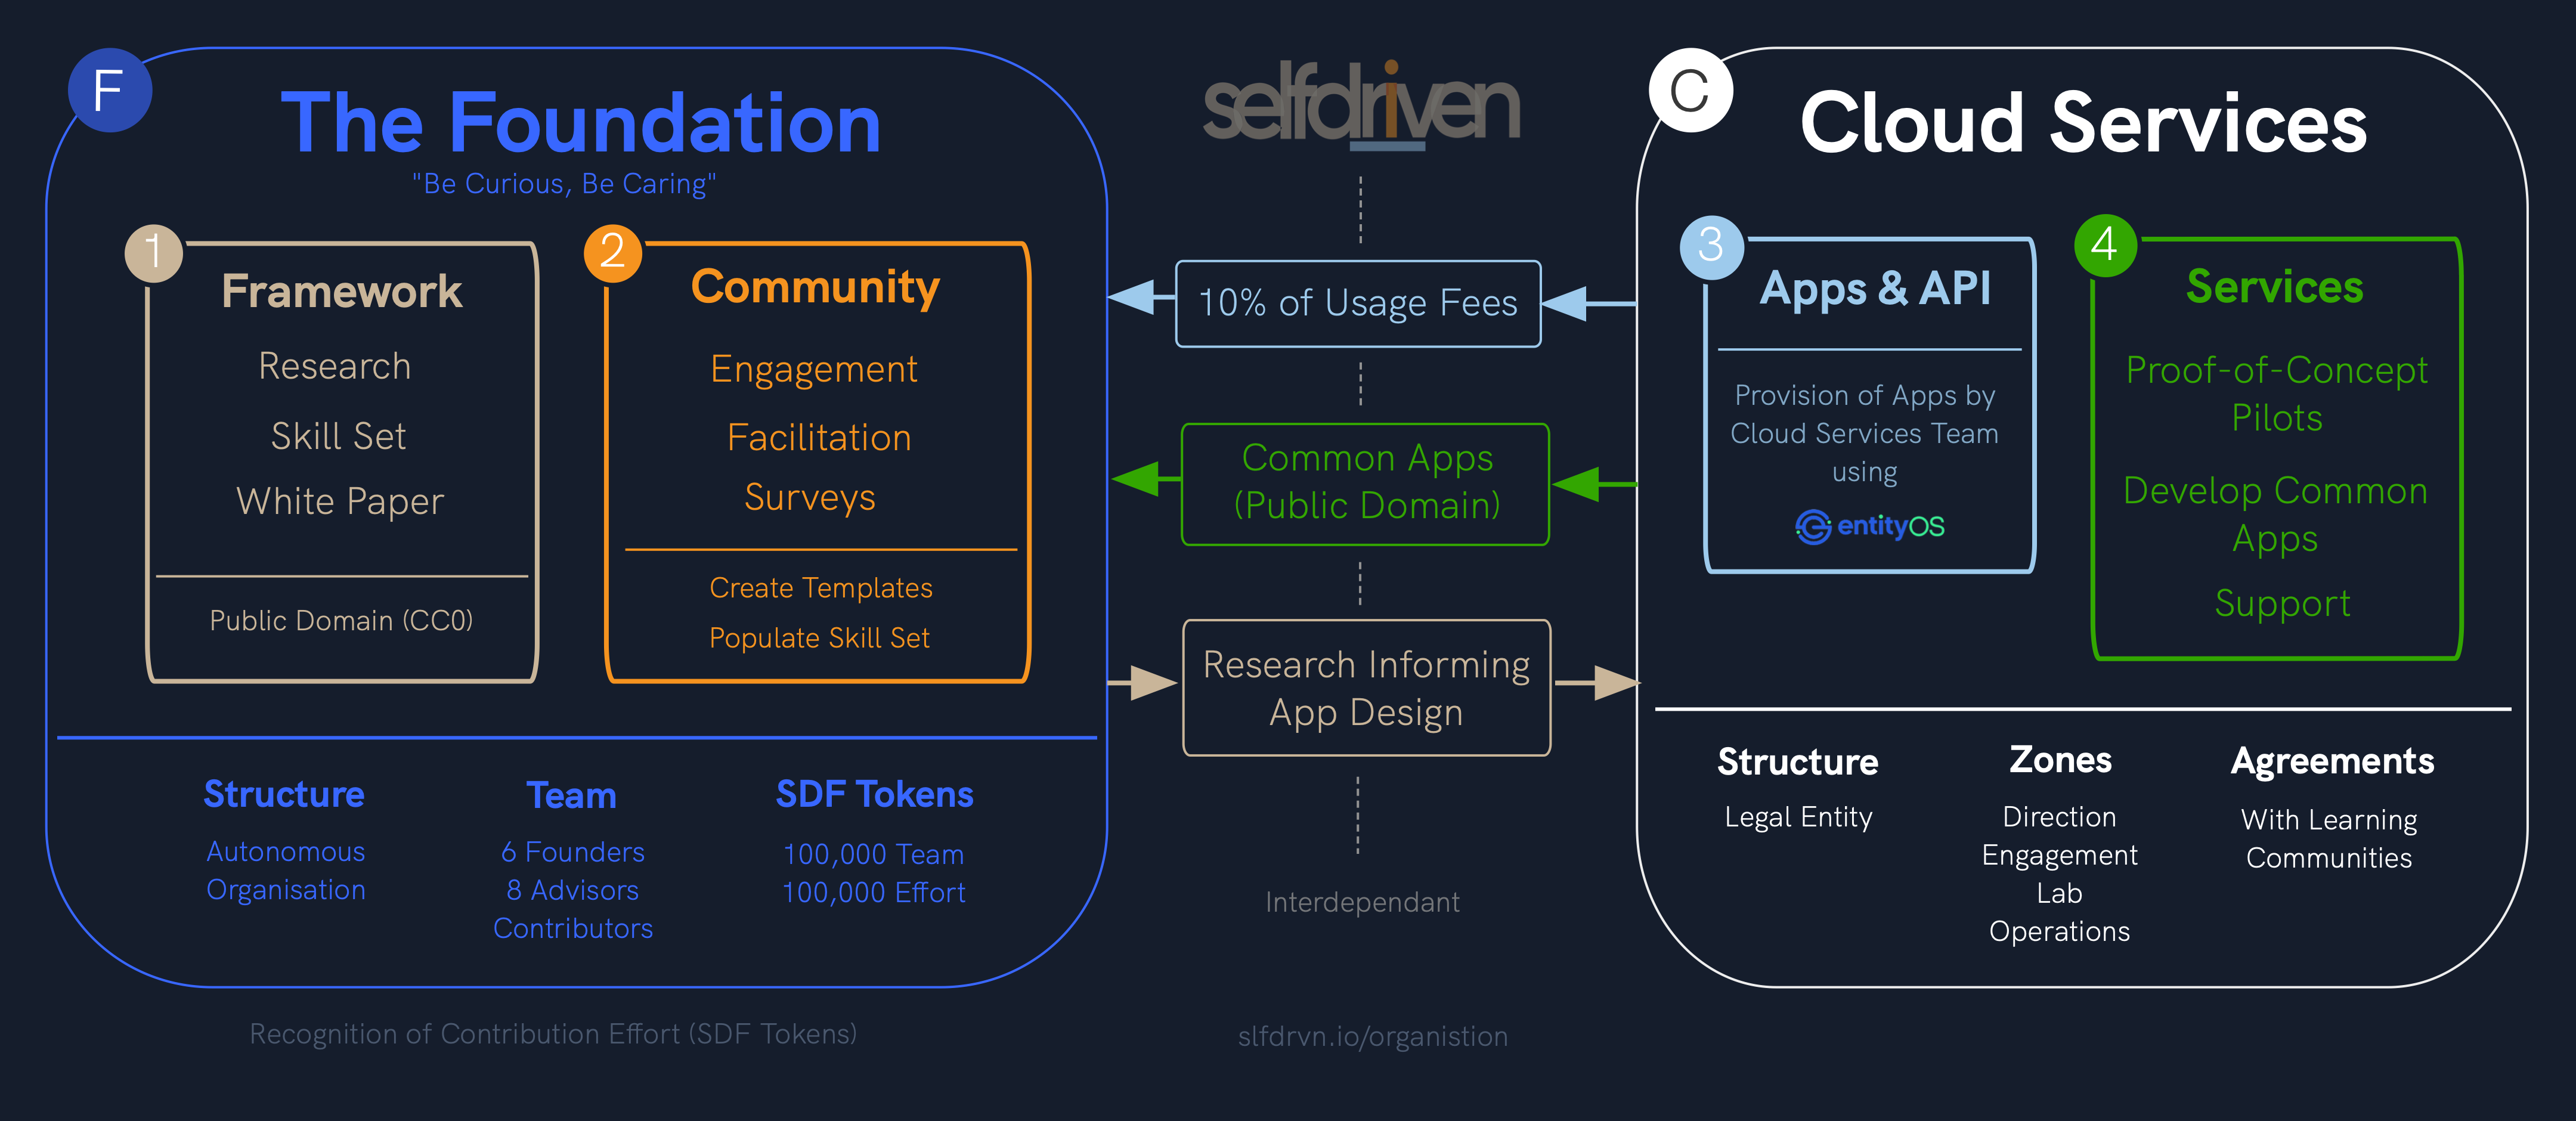 F
The Foundation
"Be Curious, Be Caring"
1
Framework
Research
Skill Set
White Paper
Public Domain (CC0)
2
Community
Engagement
Facilitation
Surveys
Create Templates
Populate Skill Set
Structure
Autonomous
Organisation
Team
6 Founders
8 Advisors
Contributors
SDF Tokens
100,000 Team
100,000 Effort
Recognition of Contribution Effort (SDF Tokens)
selfdriven
10% of Usage Fees
Common Apps
(Public Domain)
Research Informing
App Design
Interdependant
slfdrvn.io/organistion
C
Cloud Services
3
Apps & API
Provision of Apps by
Cloud Services Team
using
entityOS
4
Services
Proof-of-Concept
Pilots
Develop Common
Apps
Support
Structure
Legal Entity
Zones
Direction
Engagement
Lab
Operations
Agreements
With Learning
Communities